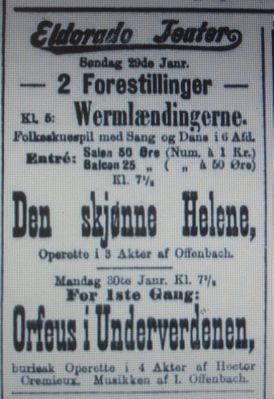 Eldorado Teater
Søndag 29de Janr.
— 2 Forestillinger —
Kl. 5: Wermlændingerne.
Folkeskuespil med Sang og Dans i 6 Afd.
Entré: Salen 50 Øre (Num. à 1 Kr.)
Balcon 25 „ ( „ à 50 Øre)
Kl. 7½
Den skjønne Helene,
Operette i 3 Akter af Offenbach.
Mandag 30te Janr. Kl. 7½
For 1ste Gang:
Orfeus i Underverdenen,
burlesk Operette i 4 Akter af Hector
Cremieux. Musikken af I. Offenbach.